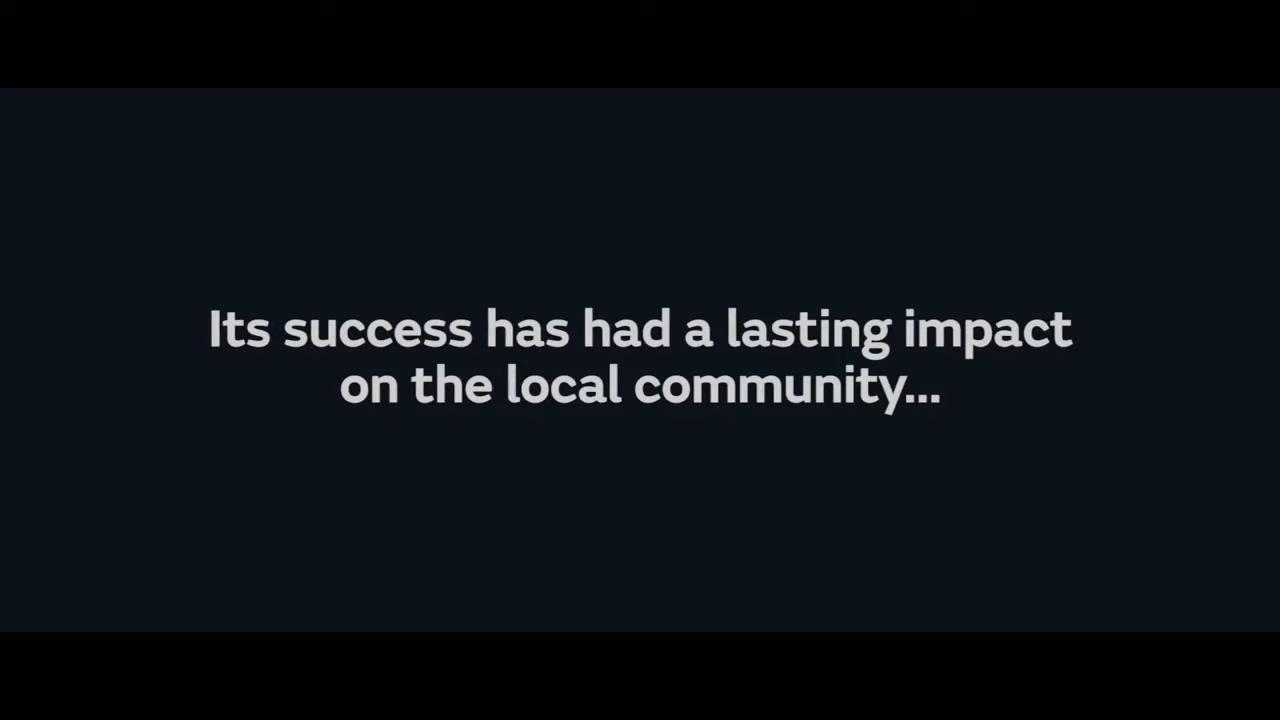 Its success has had a lasting impact
on the local community...